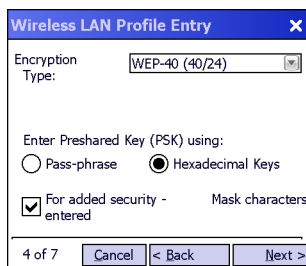 Wireless LAN Profile Entry
Encryption Type:
WEP-40 (40/24)
Enter Preshared Key (PSK) using:
Pass-phrase
Hexadecimal Keys
For added security - Mask characters
entered
4 of 7
Cancel
< Back
Next >